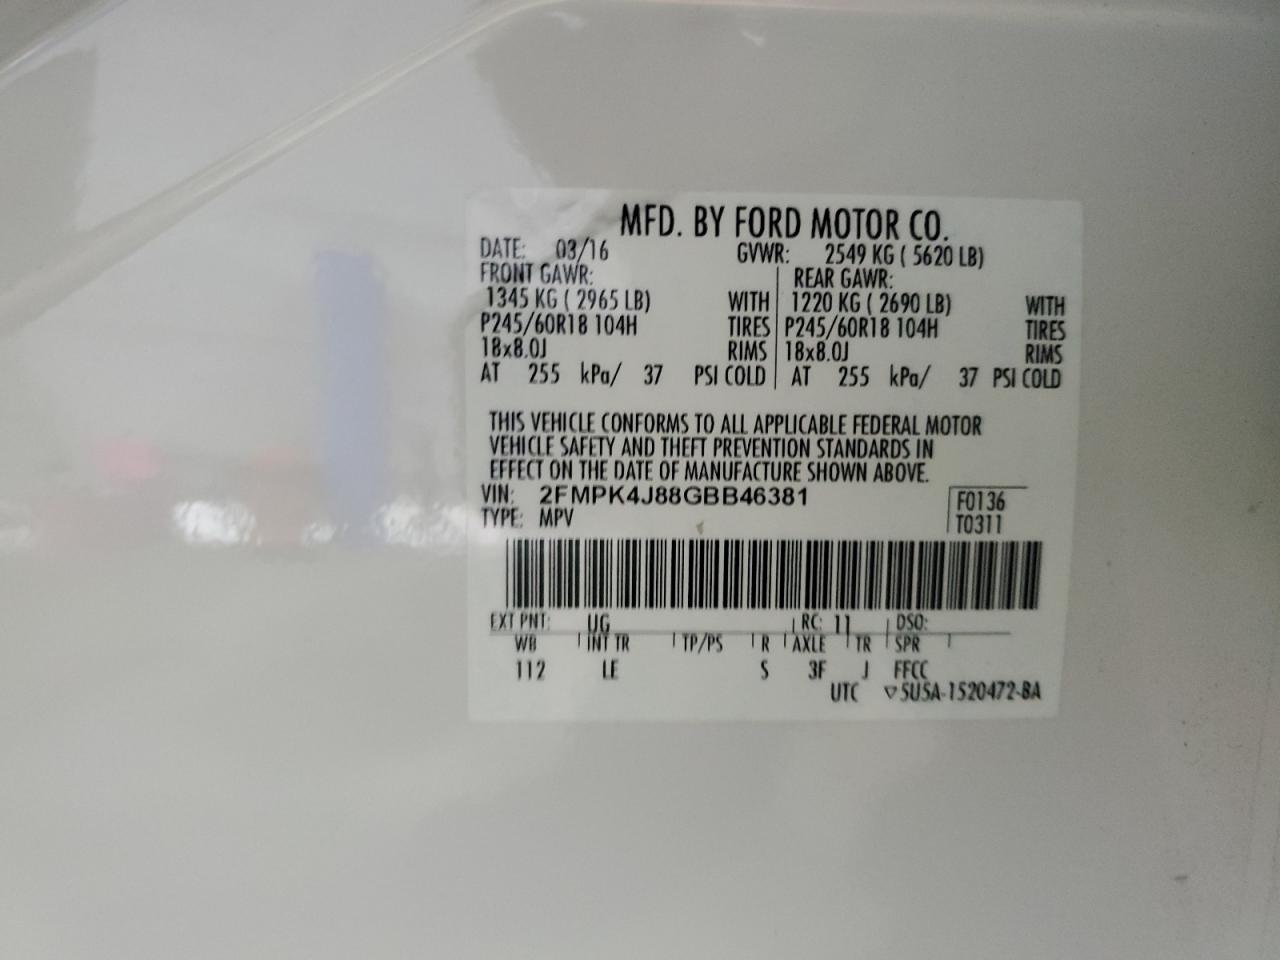 MFD. BY FORD MOTOR CO.
DATE: 03/16 GVWR: 2549 KG ( 5620 LB)
FRONT GAWR: REAR GAWR:
1345 KG ( 2965 LB) WITH 1220 KG ( 2690 LB) WITH
P245/60R18 104H TIRES P245/60R18 104H TIRES
18x8.0J RIMS 18x8.0J RIMS
AT 255 kPa/ 37 PSI COLD AT 255 kPa/ 37 PSI COLD
THIS VEHICLE CONFORMS TO ALL APPLICABLE FEDERAL MOTOR
VEHICLE SAFETY AND THEFT PREVENTION STANDARDS IN
EFFECT ON THE DATE OF MANUFACTURE SHOWN ABOVE.
VIN: 2FMPK4J88GBB46381 F0136
TYPE: MPV T0311
EXT PNT: UG RC: 11 DSO:
WB INT TR TP/PS R AXLE TR SPR
112 LE S 3F J FFCC
UTC ▽5U5A-1520472-BA